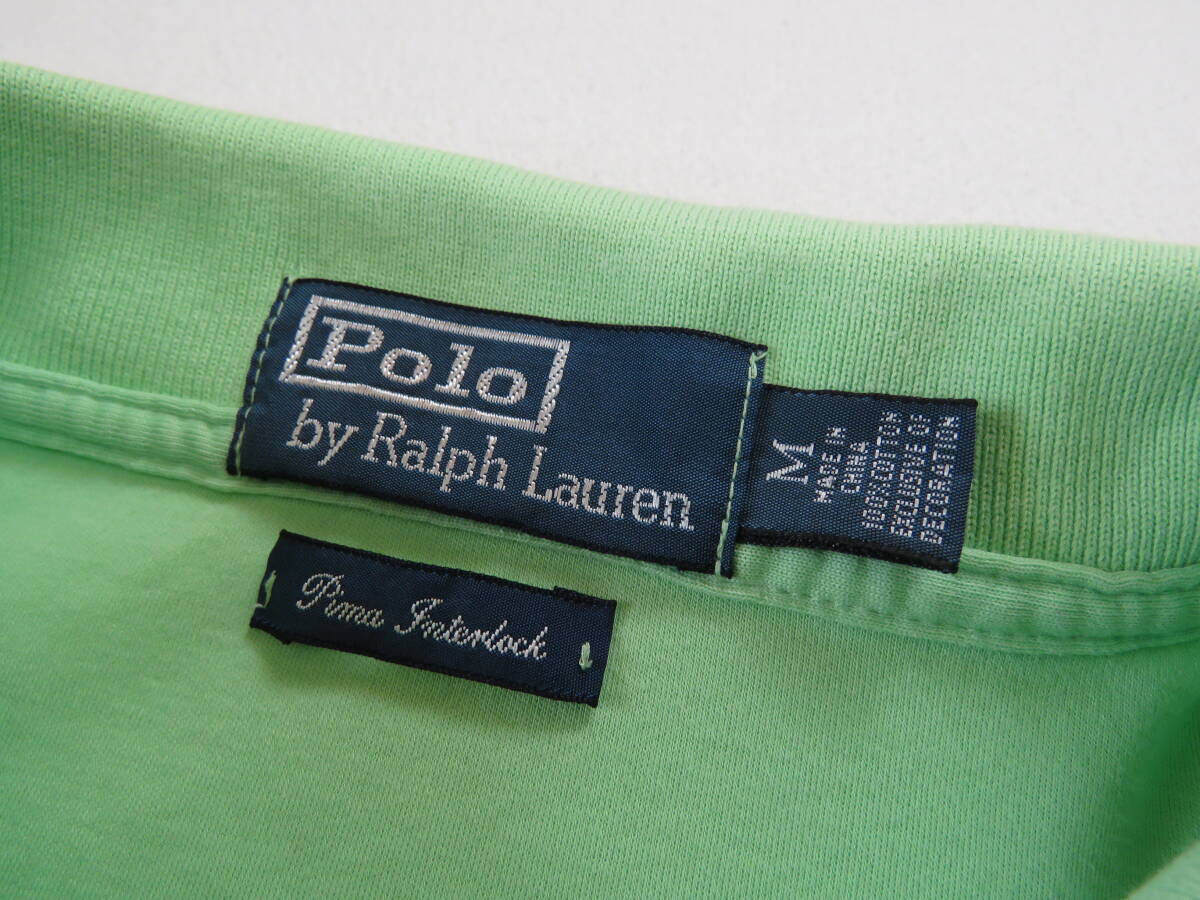 Polo
by Ralph Lauren
M
MADE IN
CHINA
100% COTTON
EXCLUSIVE OF
DECORATION
Pima Interlock